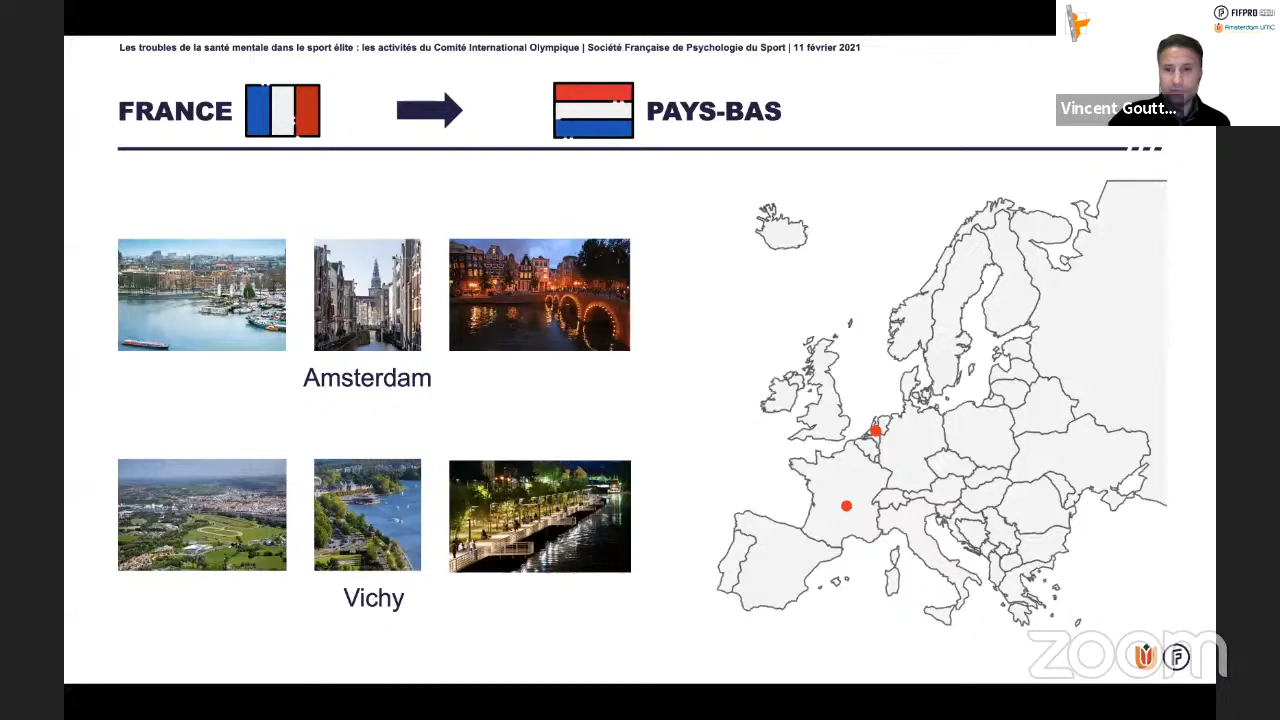 Les troubles de la santé mentale dans le sport élite : les activités du Comité International Olympique | Société Française de Psychologie du Sport | 11 février 2021
FIFPRO
Amsterdam UMC
Vincent Goutt...
FRANCE
PAYS-BAS
Amsterdam
Vichy
zoom